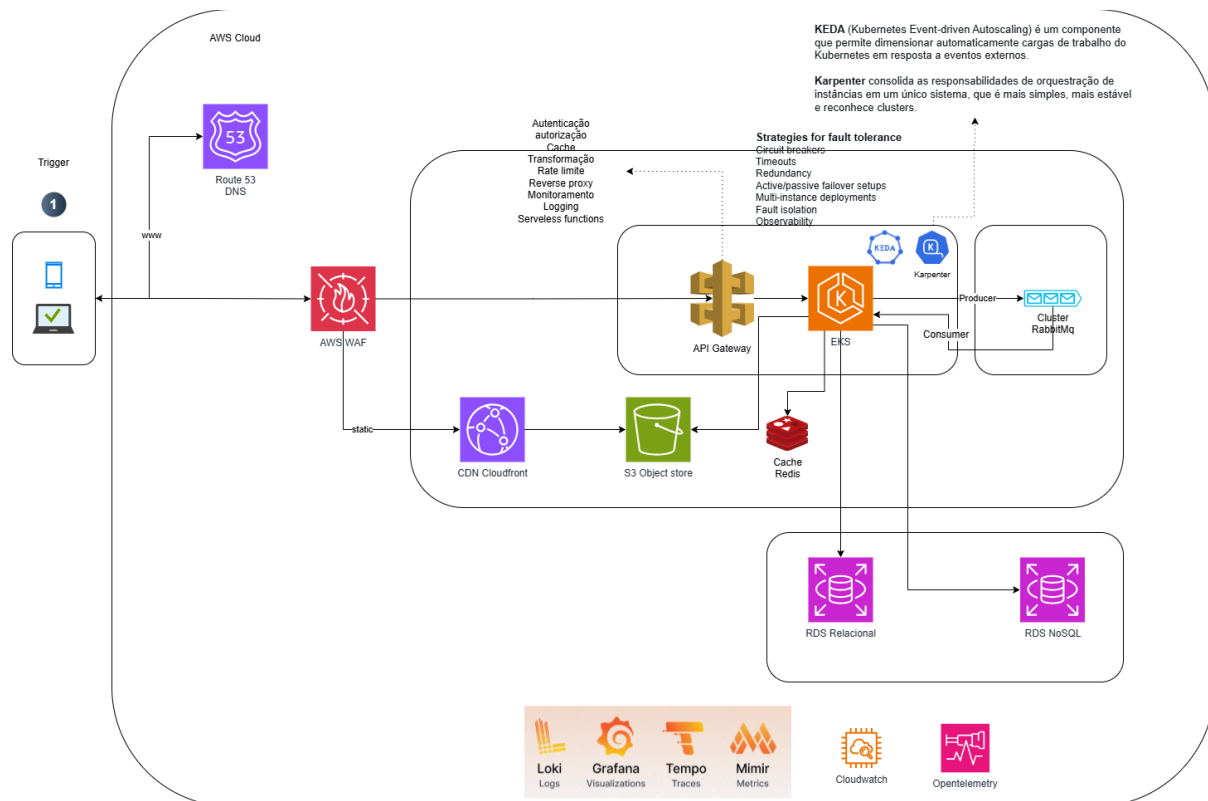 KEDA (Kubernetes Event-driven Autoscaling) é um componente
que permite dimensionar automaticamente cargas de trabalho do
Kubernetes em resposta a eventos externos.
Karpenter consolida as responsabilidades de orquestração de
instâncias em um único sistema, que é mais simples, mais estável
e reconhece clusters.
AWS Cloud
53
Route 53
DNS
Trigger
1
www
Autenticação
autorização
Cache
Transformação
Rate limite
Reverse proxy
Monitoramento
Logging
Serveless functions
Strategies for fault tolerance
Circuit breakers
Timeouts
Redundancy
Active/passive failover setups
Multi-instance deployments
Fault isolation
Observability
KEDA
K
Karpenter
AWS WAF
API Gateway
K
EKS
Producer
Consumer
Cluster
RabbitMq
static
CDN Cloudfront
S3 Object store
Cache
Redis
RDS Relacional
RDS NoSQL
Loki
Logs
Grafana
Visualizations
Tempo
Traces
Mimir
Metrics
Cloudwatch
Opentelemetry